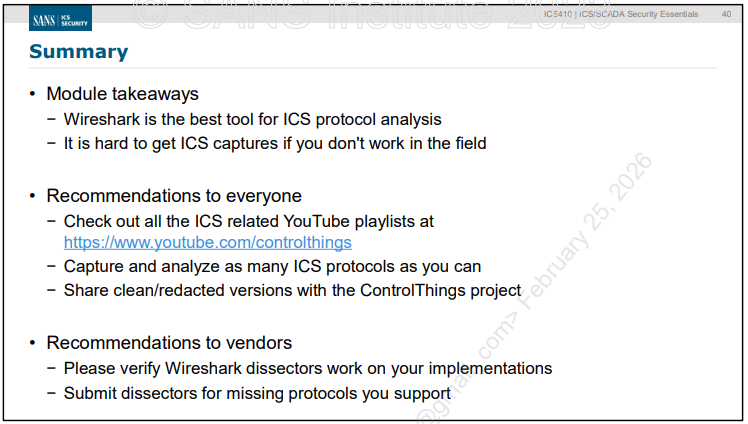 © SANS Institute 2026
SANS | ICS SECURITY
ICS410 | ICS/SCADA Security Essentials 40
Summary
• Module takeaways
− Wireshark is the best tool for ICS protocol analysis
− It is hard to get ICS captures if you don't work in the field
• Recommendations to everyone
− Check out all the ICS related YouTube playlists at
https://www.youtube.com/controlthings
− Capture and analyze as many ICS protocols as you can
− Share clean/redacted versions with the ControlThings project
• Recommendations to vendors
− Please verify Wireshark dissectors work on your implementations
− Submit dissectors for missing protocols you support
com> February 25, 2026